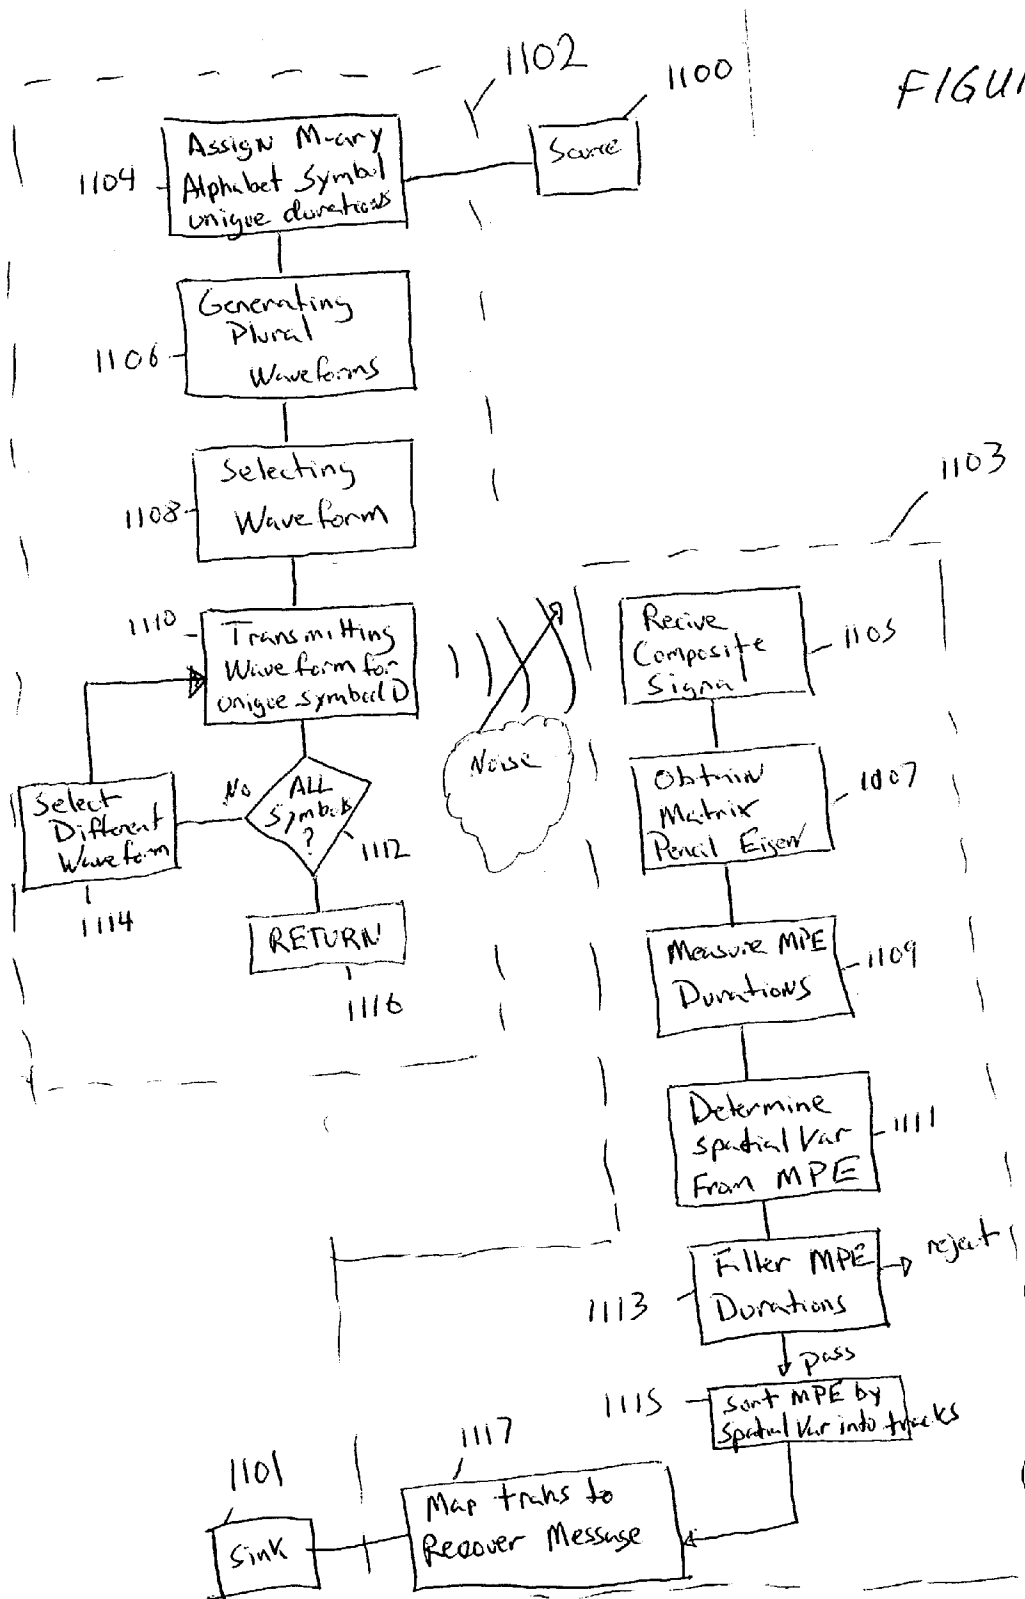 FIGUR
1102
1100
Source
1104
Assign M-ary
Alphabet Symbol
unique durations
1106
Generating
Plural
Waveforms
1108
Selecting
Waveform
1110
Transmitting
Waveform for
unique symbol D
No
ALL
Symbols
?
1112
Select
Different
Waveform
1114
RETURN
1116
Noise
1103
Recive
Composite
Signal
1105
Obtain
Matrix
Pencil Eigen
1007
Measure MPE
Durations
1109
Determine
Spatial Var
From MPE
1111
Filter MPE
Durations
1113
reject
pass
1115
Sort MPE by
Spatial Var into tracks
1117
Map traks to
Recover Message
1101
Sink